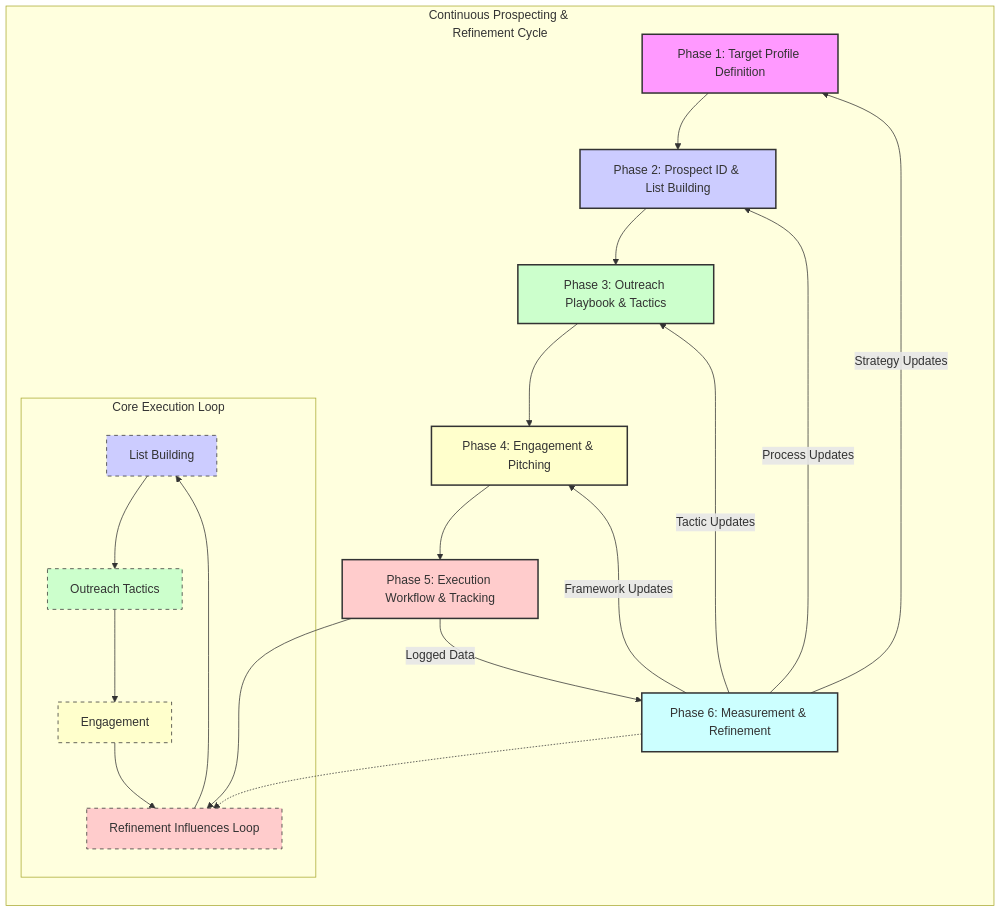 Continuous Prospecting &
Refinement Cycle
Phase 1: Target Profile
Definition
Phase 2: Prospect ID &
List Building
Phase 3: Outreach
Playbook & Tactics
Strategy Updates
Core Execution Loop
Phase 4: Engagement &
Pitching
List Building
Process Updates
Tactic Updates
Phase 5: Execution
Workflow & Tracking
Outreach Tactics
Framework Updates
Logged Data
Phase 6: Measurement &
Refinement
Engagement
Refinement Influences Loop